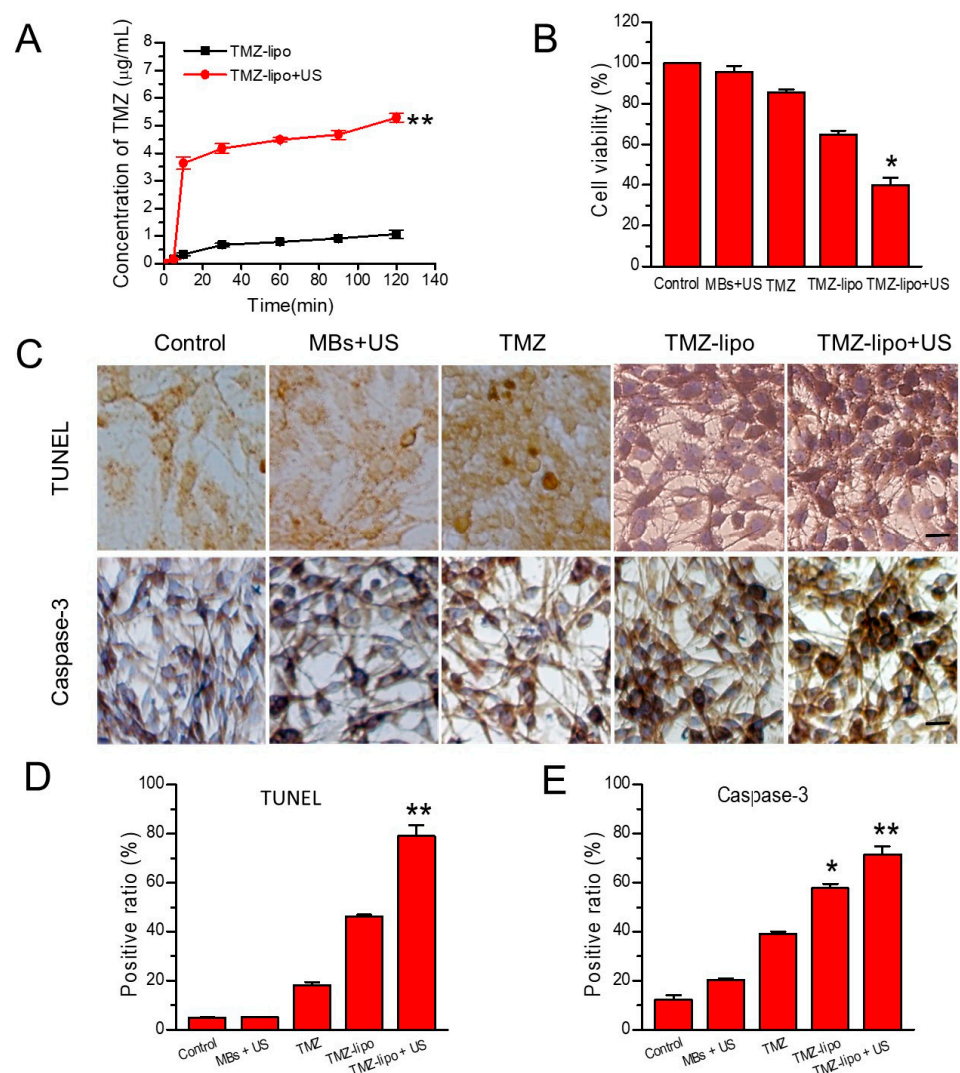 A
Concentration of TMZ (µg/mL)
8
7
6
5
4
3
2
1
0
TMZ-lipo
TMZ-lipo+US
**
0 20 40 60 80 100 120 140
Time(min)
B
Cell viability (%)
120
100
80
60
40
20
0
*
Control MBs+US TMZ TMZ-lipo TMZ-lipo+US
C
Control MBs+US TMZ TMZ-lipo TMZ-lipo+US
TUNEL
Caspase-3
D
TUNEL
Positive ratio (%)
100
80
60
40
20
0
**
Control MBs + US TMZ TMZ-lipo TMZ-lipo + US
E
Caspase-3
Positive ratio (%)
100
80
60
40
20
0
*
**
Control MBs + US TMZ TMZ-lipo TMZ-lipo + US